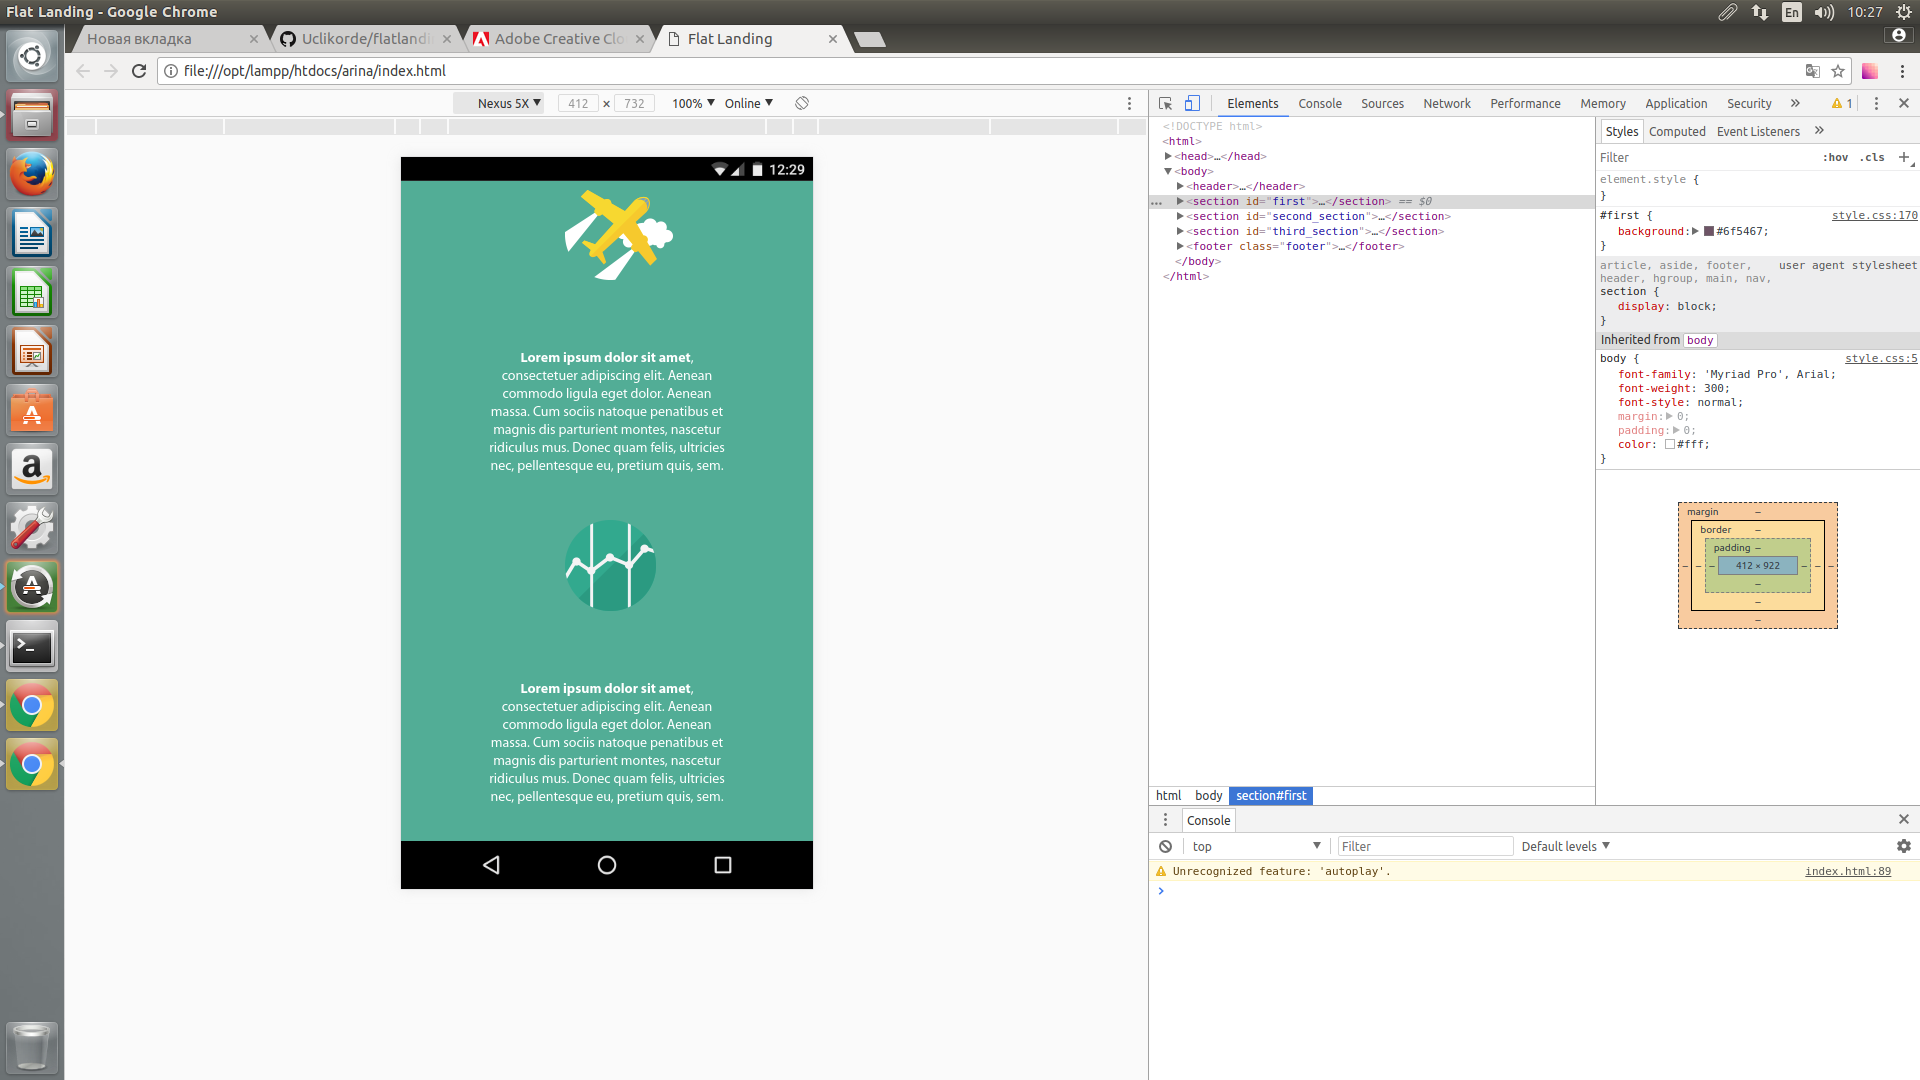 Flat Landing - Google Chrome
En
10:27
Новая вкладка
Uclikorde/flatlandi
Adobe Creative Clo
Flat Landing
file:///opt/lampp/htdocs/arina/index.html
Nexus 5X
412 × 732
100%
Online
Elements
Console
Sources
Network
Performance
Memory
Application
Security
1
<!DOCTYPE html>
<html>
<head>…</head>
<body>
<header>…</header>
<section id="first">…</section> == $0
<section id="second_section">…</section>
<section id="third_section">…</section>
<footer class="footer">…</footer>
</body>
</html>
Styles
Computed
Event Listeners
Filter
:hov
.cls
element.style {
}
#first { style.css:170
background: #6f5467;
}
article, aside, footer, user agent stylesheet
header, hgroup, main, nav,
section {
display: block;
}
Inherited from body
body { style.css:5
font-family: 'Myriad Pro', Arial;
font-weight: 300;
font-style: normal;
margin: 0;
padding: 0;
color: #fff;
}
margin –
border –
padding –
– – – 412 × 922 – – –
–
–
–
12:29
Lorem ipsum dolor sit amet,
consectetuer adipiscing elit. Aenean
commodo ligula eget dolor. Aenean
massa. Cum sociis natoque penatibus et
magnis dis parturient montes, nascetur
ridiculus mus. Donec quam felis, ultricies
nec, pellentesque eu, pretium quis, sem.
Lorem ipsum dolor sit amet,
consectetuer adipiscing elit. Aenean
commodo ligula eget dolor. Aenean
massa. Cum sociis natoque penatibus et
magnis dis parturient montes, nascetur
ridiculus mus. Donec quam felis, ultricies
nec, pellentesque eu, pretium quis, sem.
html
body
section#first
Console
top
Filter
Default levels
Unrecognized feature: 'autoplay'.
index.html:89